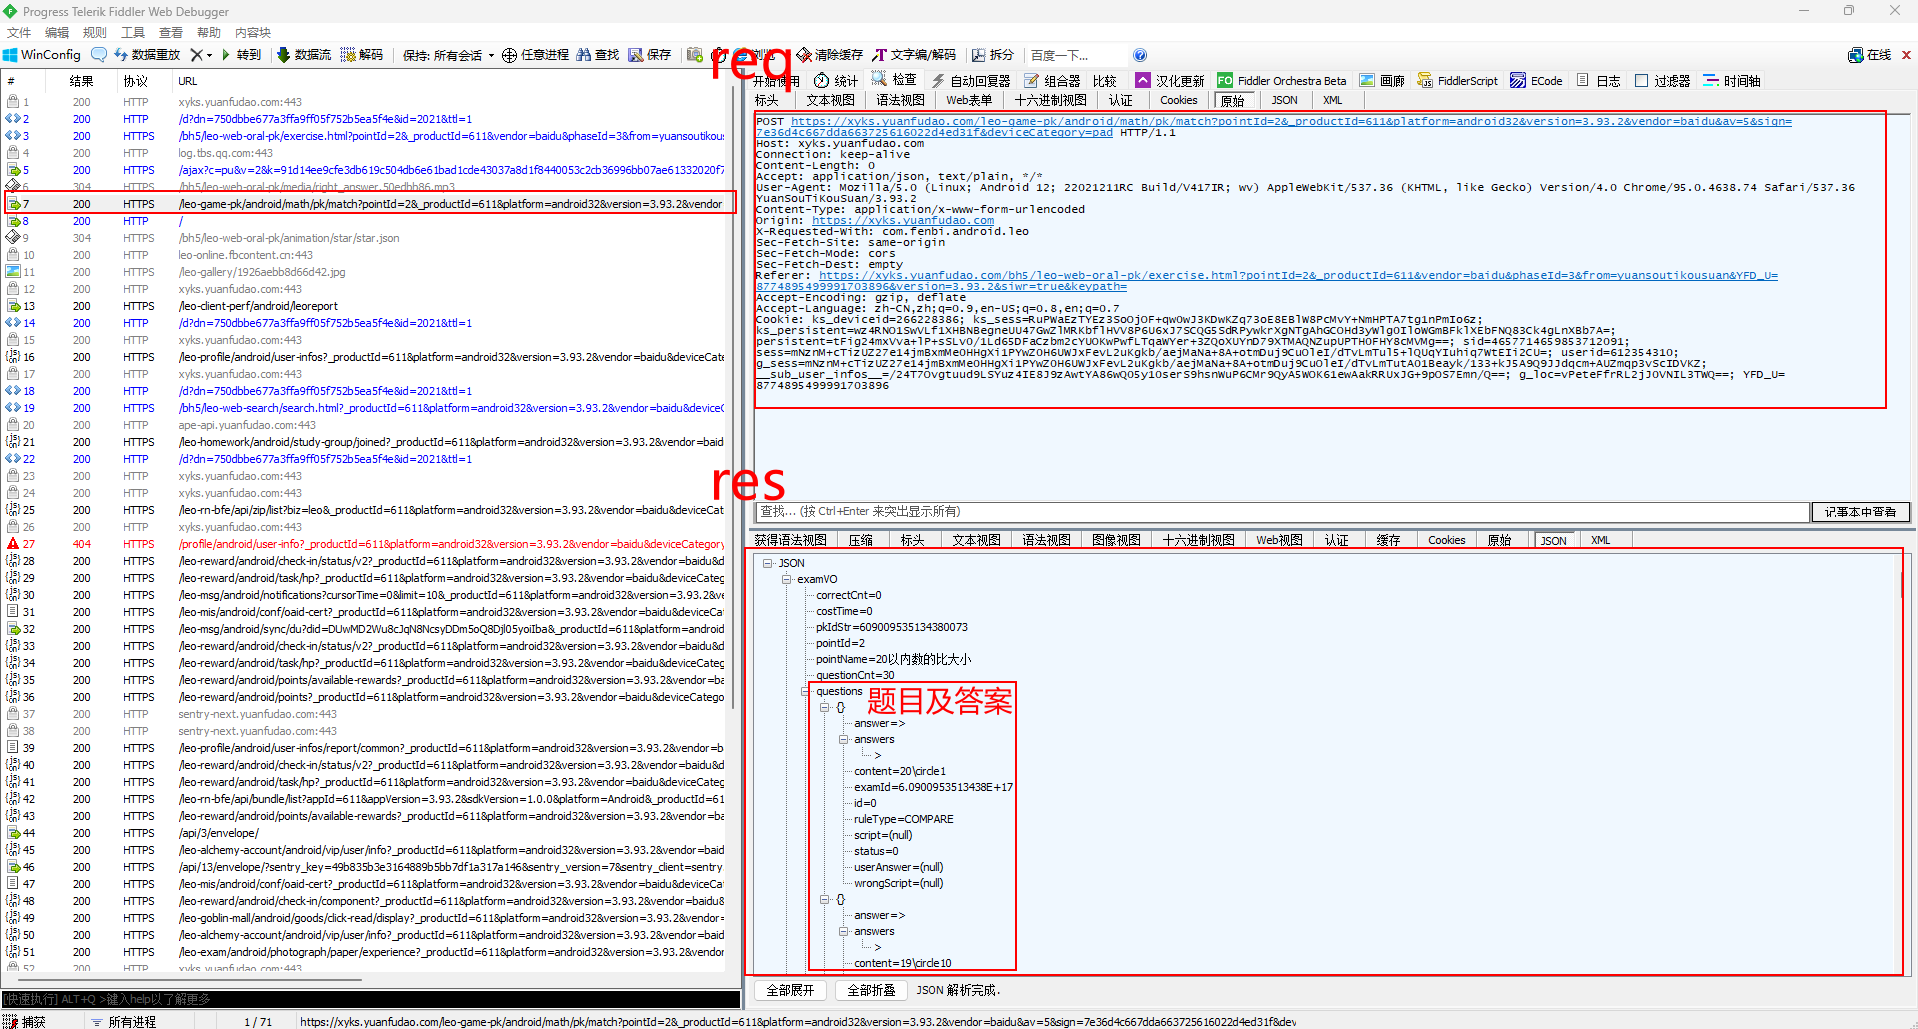 Progress Telerik Fiddler Web Debugger
文件 编辑 规则 工具 查看 帮助 内容块
WinConfig 数据重放 转到 数据流 解码 保持: 所有会话 任意进程 查找 保存 清除缓存 文字编/解码 拆分 百度一下... 在线
req
开始使用 统计 检查 自动回复器 组合器 比较 汉化更新 FO Fiddler Orchestra Beta 画廊 FiddlerScript ECode 日志 过滤器 时间轴
标头 文本视图 语法视图 Web表单 十六进制视图 认证 Cookies 原始 JSON XML
# 结果 协议 URL
1 200 HTTP xyks.yuanfudao.com:443
2 200 HTTP /d?dn=750dbbe677a3ffa9ff05f752b5ea5f4e&id=2021&ttl=1
3 200 HTTPS /bh5/leo-web-oral-pk/exercise.html?pointId=2&_productId=611&vendor=baidu&phaseId=3&from=yuansoutikous
4 200 HTTP log.tbs.qq.com:443
5 200 HTTPS /ajax?c=pu&v=2&k=91d14ee9cfe3db619c504db6e61bad1cde43037a8d1f8440053c2cb36996bb07ae61332020f7
6 304 HTTPS /bh5/leo-web-oral-pk/media/right_answer.50edbb86.mp3
7 200 HTTPS /leo-game-pk/android/math/pk/match?pointId=2&_productId=611&platform=android32&version=3.93.2&vendor
8 200 HTTP /
9 304 HTTPS /bh5/leo-web-oral-pk/animation/star/star.json
10 200 HTTP leo-online.fbcontent.cn:443
11 200 HTTPS /leo-gallery/1926aebb8d66d42.jpg
12 200 HTTP xyks.yuanfudao.com:443
13 200 HTTPS /leo-client-perf/android/leoreport
14 200 HTTP /d?dn=750dbbe677a3ffa9ff05f752b5ea5f4e&id=2021&ttl=1
15 200 HTTP xyks.yuanfudao.com:443
16 200 HTTPS /leo-profile/android/user-infos?_productId=611&platform=android32&version=3.93.2&vendor=baidu&deviceCate
17 200 HTTP xyks.yuanfudao.com:443
18 200 HTTP /d?dn=750dbbe677a3ffa9ff05f752b5ea5f4e&id=2021&ttl=1
19 200 HTTPS /bh5/leo-web-search/search.html?_productId=611&platform=android32&version=3.93.2&vendor=baidu&device
20 200 HTTP ape-api.yuanfudao.com:443
21 200 HTTPS /leo-homework/android/study-group/joined?_productId=611&platform=android32&version=3.93.2&vendor=baid
22 200 HTTP /d?dn=750dbbe677a3ffa9ff05f752b5ea5f4e&id=2021&ttl=1
23 200 HTTP xyks.yuanfudao.com:443
24 200 HTTP xyks.yuanfudao.com:443
25 200 HTTPS /leo-rn-bfe/api/zip/list?biz=leo&_productId=611&platform=android32&version=3.93.2&vendor=baidu&deviceCat
26 200 HTTP xyks.yuanfudao.com:443
27 404 HTTPS /profile/android/user-info?_productId=611&platform=android32&version=3.93.2&vendor=baidu&deviceCategory
28 200 HTTPS /leo-reward/android/check-in/status/v2?_productId=611&platform=android32&version=3.93.2&vendor=baidu&d
29 200 HTTPS /leo-reward/android/task/hp?_productId=611&platform=android32&version=3.93.2&vendor=baidu&deviceCateg
30 200 HTTPS /leo-msg/android/notifications?cursorTime=0&limit=10&_productId=611&platform=android32&version=3.93.2&v
31 200 HTTPS /leo-mis/android/conf/oaid-cert?_productId=611&platform=android32&version=3.93.2&vendor=baidu&deviceCa
32 200 HTTPS /leo-msg/android/sync/du?did=DUwMD2Wu8cJqN8NcsyDDm5oQ8Djl05yoiIba&_productId=611&platform=android
33 200 HTTPS /leo-reward/android/check-in/status/v2?_productId=611&platform=android32&version=3.93.2&vendor=baidu&d
34 200 HTTPS /leo-reward/android/task/hp?_productId=611&platform=android32&version=3.93.2&vendor=baidu&deviceCateg
35 200 HTTPS /leo-reward/android/points/available-rewards?_productId=611&platform=android32&version=3.93.2&vendor=b
36 200 HTTPS /leo-reward/android/points?_productId=611&platform=android32&version=3.93.2&vendor=baidu&deviceCatego
37 200 HTTP sentry-next.yuanfudao.com:443
38 200 HTTP sentry-next.yuanfudao.com:443
39 200 HTTPS /leo-profile/android/user-infos/report/common?_productId=611&platform=android32&version=3.93.2&vendor=b
40 200 HTTPS /leo-reward/android/check-in/status/v2?_productId=611&platform=android32&version=3.93.2&vendor=baidu&d
41 200 HTTPS /leo-reward/android/task/hp?_productId=611&platform=android32&version=3.93.2&vendor=baidu&deviceCateg
42 200 HTTPS /leo-rn-bfe/api/bundle/list?appId=611&appVersion=3.93.2&sdkVersion=1.0.0&platform=Android&_productId=61
43 200 HTTPS /leo-reward/android/points/available-rewards?_productId=611&platform=android32&version=3.93.2&vendor=b
44 200 HTTPS /api/3/envelope/
45 200 HTTPS /leo-alchemy-account/android/vip/user/info?_productId=611&platform=android32&version=3.93.2&vendor=ba
46 200 HTTPS /api/13/envelope/?sentry_key=49b835b3e3164889b5bb7df1a317a146&sentry_version=7&sentry_client=sentry
47 200 HTTPS /leo-mis/android/conf/oaid-cert?_productId=611&platform=android32&version=3.93.2&vendor=baidu&deviceCa
48 200 HTTPS /leo-reward/android/check-in/component?_productId=611&platform=android32&version=3.93.2&vendor=baidu&
49 200 HTTPS /leo-goblin-mall/android/goods/click-read/display?_productId=611&platform=android32&version=3.93.2&vendor=
50 200 HTTPS /leo-alchemy-account/android/vip/user/info?_productId=611&platform=android32&version=3.93.2&vendor=ba
51 200 HTTPS /leo-exam/android/photograph/paper/experience?_productId=611&platform=android32&version=3.93.2&vendo
52 200 HTTP xyks.yuanfudao.com:443
POST https://xyks.yuanfudao.com/leo-game-pk/android/math/pk/match?pointId=2&_productId=611&platform=android32&version=3.93.2&vendor=baidu&av=5&sign=
7e36d4c667dda663725616022d4ed31f&deviceCategory=pad HTTP/1.1
Host: xyks.yuanfudao.com
Connection: keep-alive
Content-Length: 0
Accept: application/json, text/plain, */*
User-Agent: Mozilla/5.0 (Linux; Android 12; 22021211RC Build/V417IR; wv) AppleWebKit/537.36 (KHTML, like Gecko) Version/4.0 Chrome/95.0.4638.74 Safari/537.36
YuanSouTiKouSuan/3.93.2
Content-Type: application/x-www-form-urlencoded
Origin: https://xyks.yuanfudao.com
X-Requested-With: com.fenbi.android.leo
Sec-Fetch-Site: same-origin
Sec-Fetch-Mode: cors
Sec-Fetch-Dest: empty
Referer: https://xyks.yuanfudao.com/bh5/leo-web-oral-pk/exercise.html?pointId=2&_productId=611&vendor=baidu&phaseId=3&from=yuansoutikousuan&YFD_U=
8774895499991703896&version=3.93.2&siwr=true&keypath=
Accept-Encoding: gzip, deflate
Accept-Language: zh-CN,zh;q=0.9,en-US;q=0.8,en;q=0.7
Cookie: ks_deviceid=266228386;
sid=4657714659853712091;
userid=612354310;
YFD_U=
8774895499991703896
res
查找... (按 Ctrl+Enter 来突出显示所有) 记事本中查看
获得语法视图 压缩 标头 文本视图 语法视图 图像视图 十六进制视图 Web视图 认证 缓存 Cookies 原始 JSON XML
JSON
examVO
correctCnt=0
costTime=0
pkIdStr=609009535134380073
pointId=2
pointName=20以内数的比大小
questionCnt=30
questions
题目及答案
{}
answer=>
answers
>
content=20\circle1
examId=6.0900953513438E+17
id=0
ruleType=COMPARE
script=(null)
status=0
userAnswer=(null)
wrongScript=(null)
{}
answer=>
answers
>
content=19\circle10
全部展开 全部折叠 JSON 解析完成.
[快速执行] ALT+Q >键入help以了解更多
捕获 所有进程 1 / 71 https://xyks.yuanfudao.com/leo-game-pk/android/math/pk/match?pointId=2&_productId=611&platform=android32&version=3.93.2&vendor=baidu&av=5&sign=7e36d4c667dda663725616022d4ed31f&dev